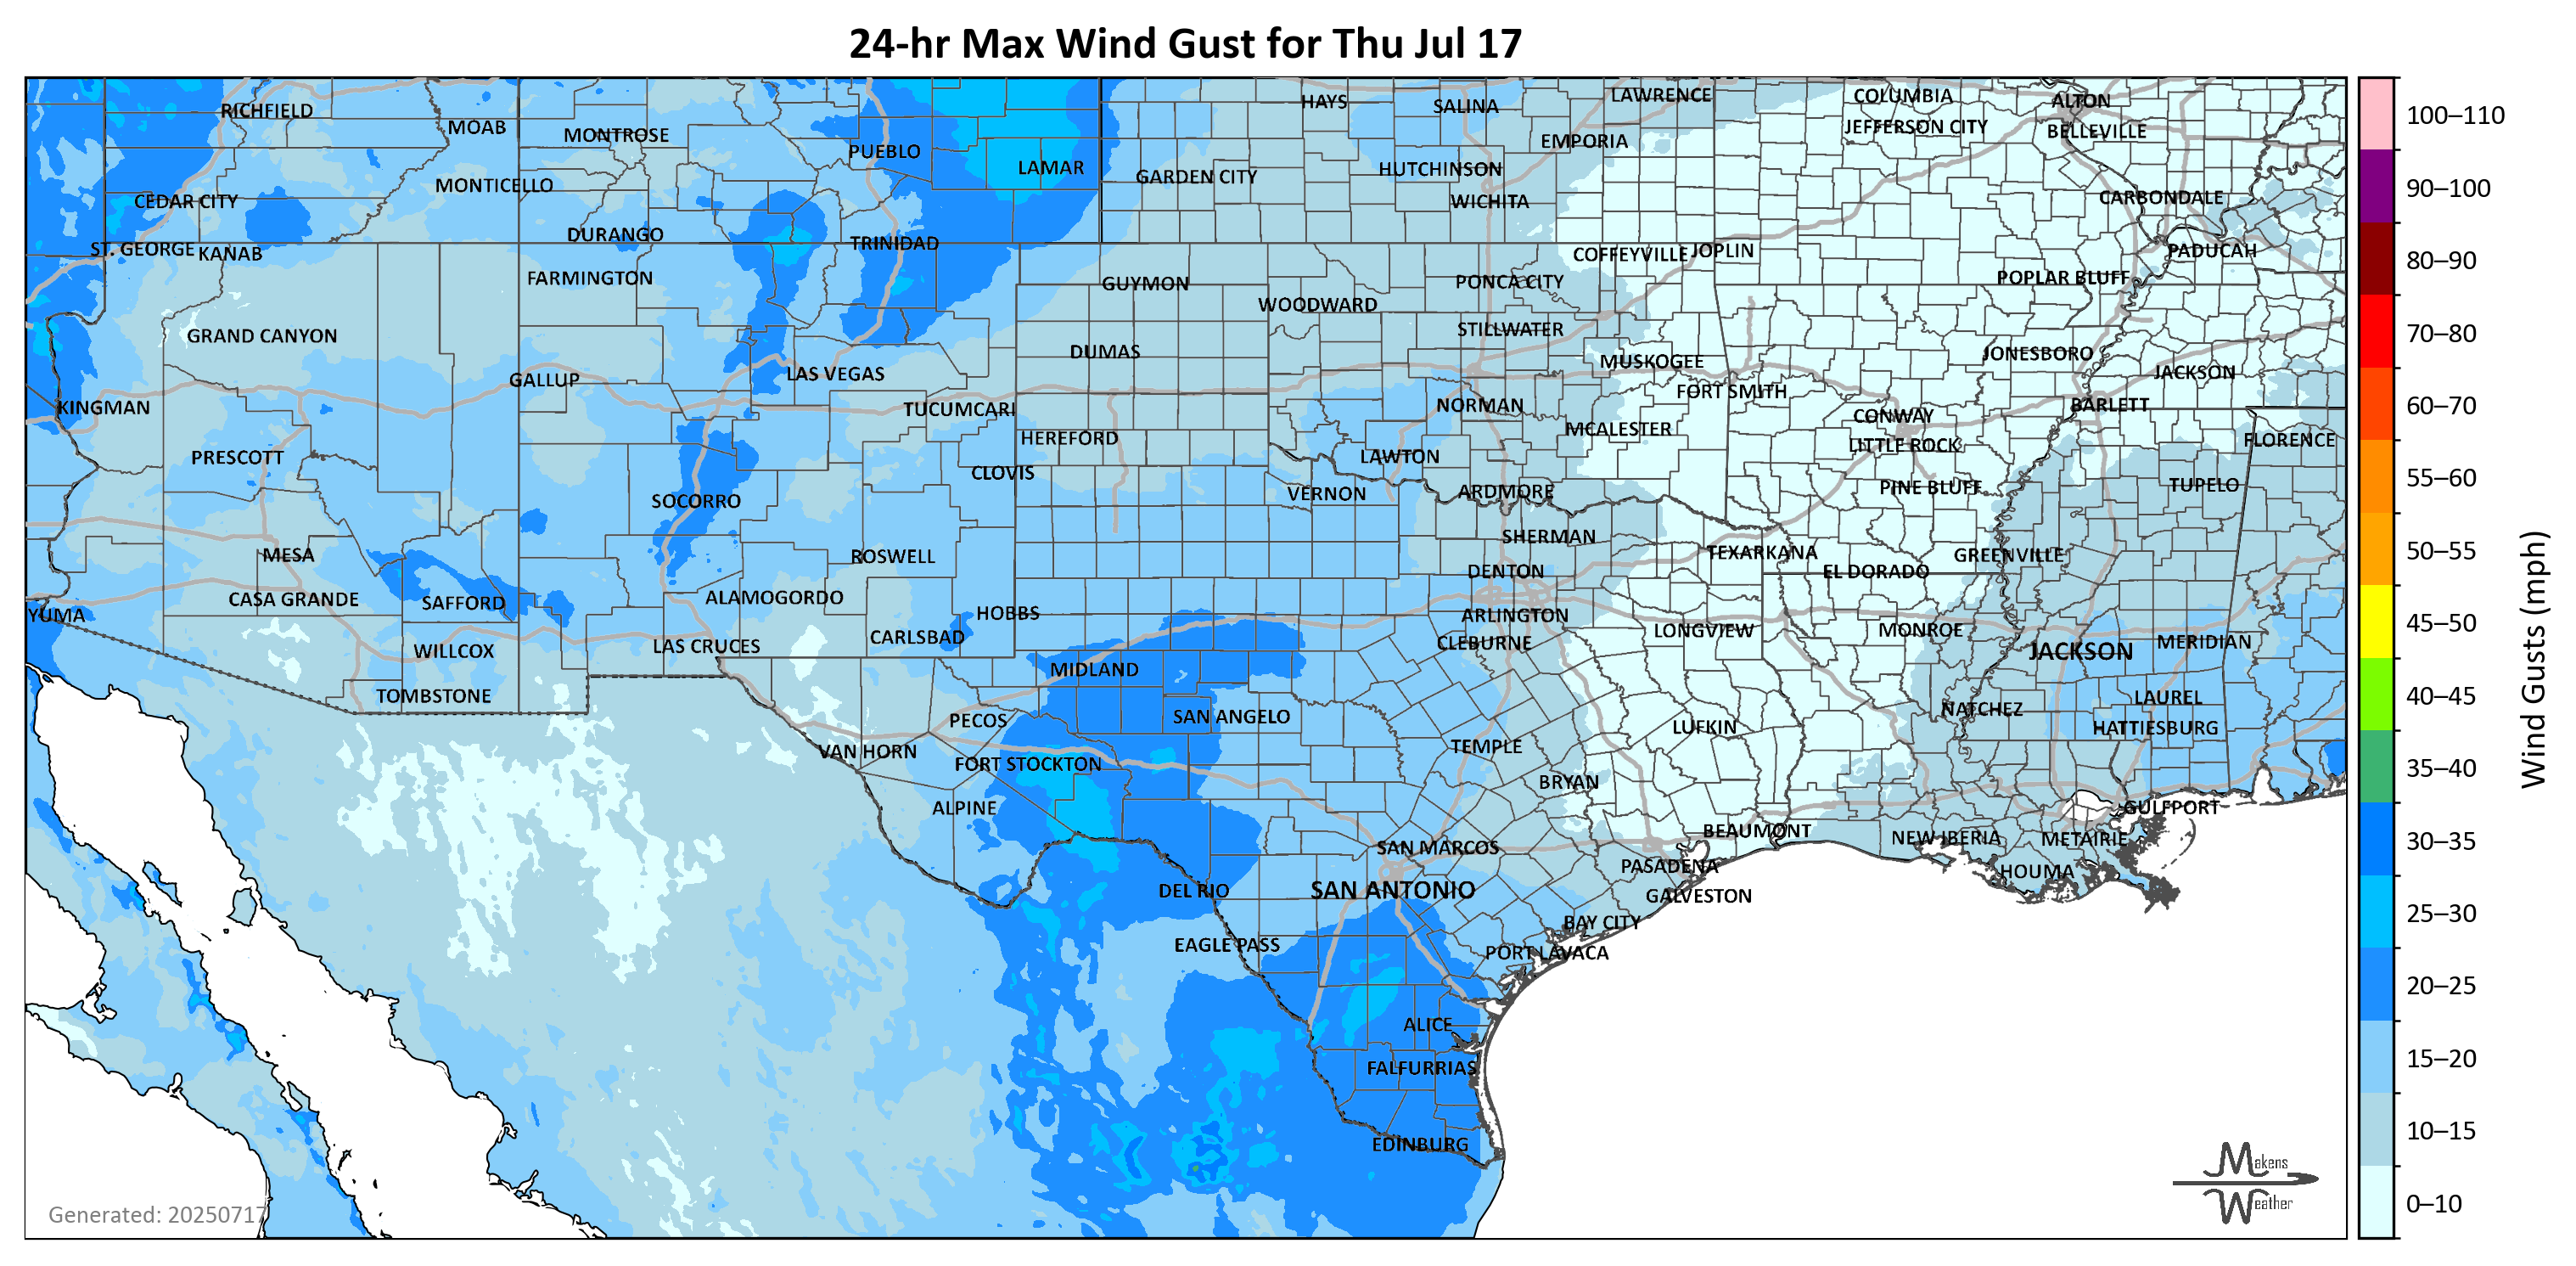 24-hr Max Wind Gust for Thu Jul 17
RICHFIELD
MOAB
MONTROSE
PUEBLO
LAMAR
HAYS
SALINA
LAWRENCE
COLUMBIA
ALTON
JEFFERSON CITY
BELLEVILLE
EMPORIA
GARDEN CITY
HUTCHINSON
WICHITA
CARBONDALE
MONTICELLO
CEDAR CITY
DURANGO
TRINIDAD
ST. GEORGE
KANAB
COFFEYVILLE
JOPLIN
PADUCAH
FARMINGTON
GUYMON
PONCA CITY
POPLAR BLUFF
WOODWARD
GRAND CANYON
STILLWATER
DUMAS
MUSKOGEE
JONESBORO
GALLUP
LAS VEGAS
JACKSON
KINGMAN
TUCUMCARI
NORMAN
FORT SMITH
CONWAY
BARLETT
HEREFORD
MCALESTER
LITTLE ROCK
FLORENCE
PRESCOTT
CLOVIS
LAWTON
SOCORRO
VERNON
ARDMORE
PINE BLUFF
TUPELO
MESA
ROSWELL
SHERMAN
TEXARKANA
GREENVILLE
DENTON
EL DORADO
CASA GRANDE
SAFFORD
ALAMOGORDO
HOBBS
YUMA
ARLINGTON
CARLSBAD
CLEBURNE
LONGVIEW
MONROE
WILLCOX
LAS CRUCES
MIDLAND
JACKSON
MERIDIAN
TOMBSTONE
PECOS
SAN ANGELO
LAUREL
NATCHEZ
HATTIESBURG
VAN HORN
FORT STOCKTON
TEMPLE
LUFKIN
BRYAN
ALPINE
GULFPORT
SAN MARCOS
BEAUMONT
NEW IBERIA
METAIRIE
DEL RIO
SAN ANTONIO
PASADENA
HOUMA
GALVESTON
BAY CITY
EAGLE PASS
PORT LAVACA
ALICE
FALFURRIAS
EDINBURG
Generated: 20250717
Makens
Weather
100–110
90–100
80–90
70–80
60–70
55–60
50–55
45–50
40–45
35–40
30–35
25–30
20–25
15–20
10–15
0–10
Wind Gusts (mph)